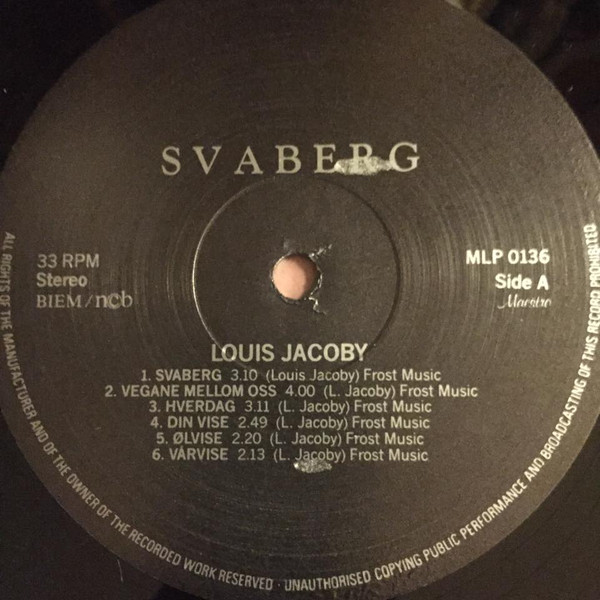 SVABERG
33 RPM
Stereo
BIEM/ncb
MLP 0136
Side A
Maestro
LOUIS JACOBY
1. SVABERG 3.10 (Louis Jacoby) Frost Music
2. VEGANE MELLOM OSS 4.00 (L. Jacoby) Frost Music
3. HVERDAG 3.11 (L. Jacoby) Frost Music
4. DIN VISE 2.49 (L. Jacoby) Frost Music
5. ØLVISE 2.20 (L. Jacoby) Frost Music
6. VÅRVISE 2.13 (L. Jacoby) Frost Music
ALL RIGHTS OF THE MANUFACTURER AND OF THE OWNER OF THE RECORDED WORK RESERVED · UNAUTHORISED COPYING PUBLIC PERFORMANCE AND BROADCASTING OF THIS RECORD PROHIBITED